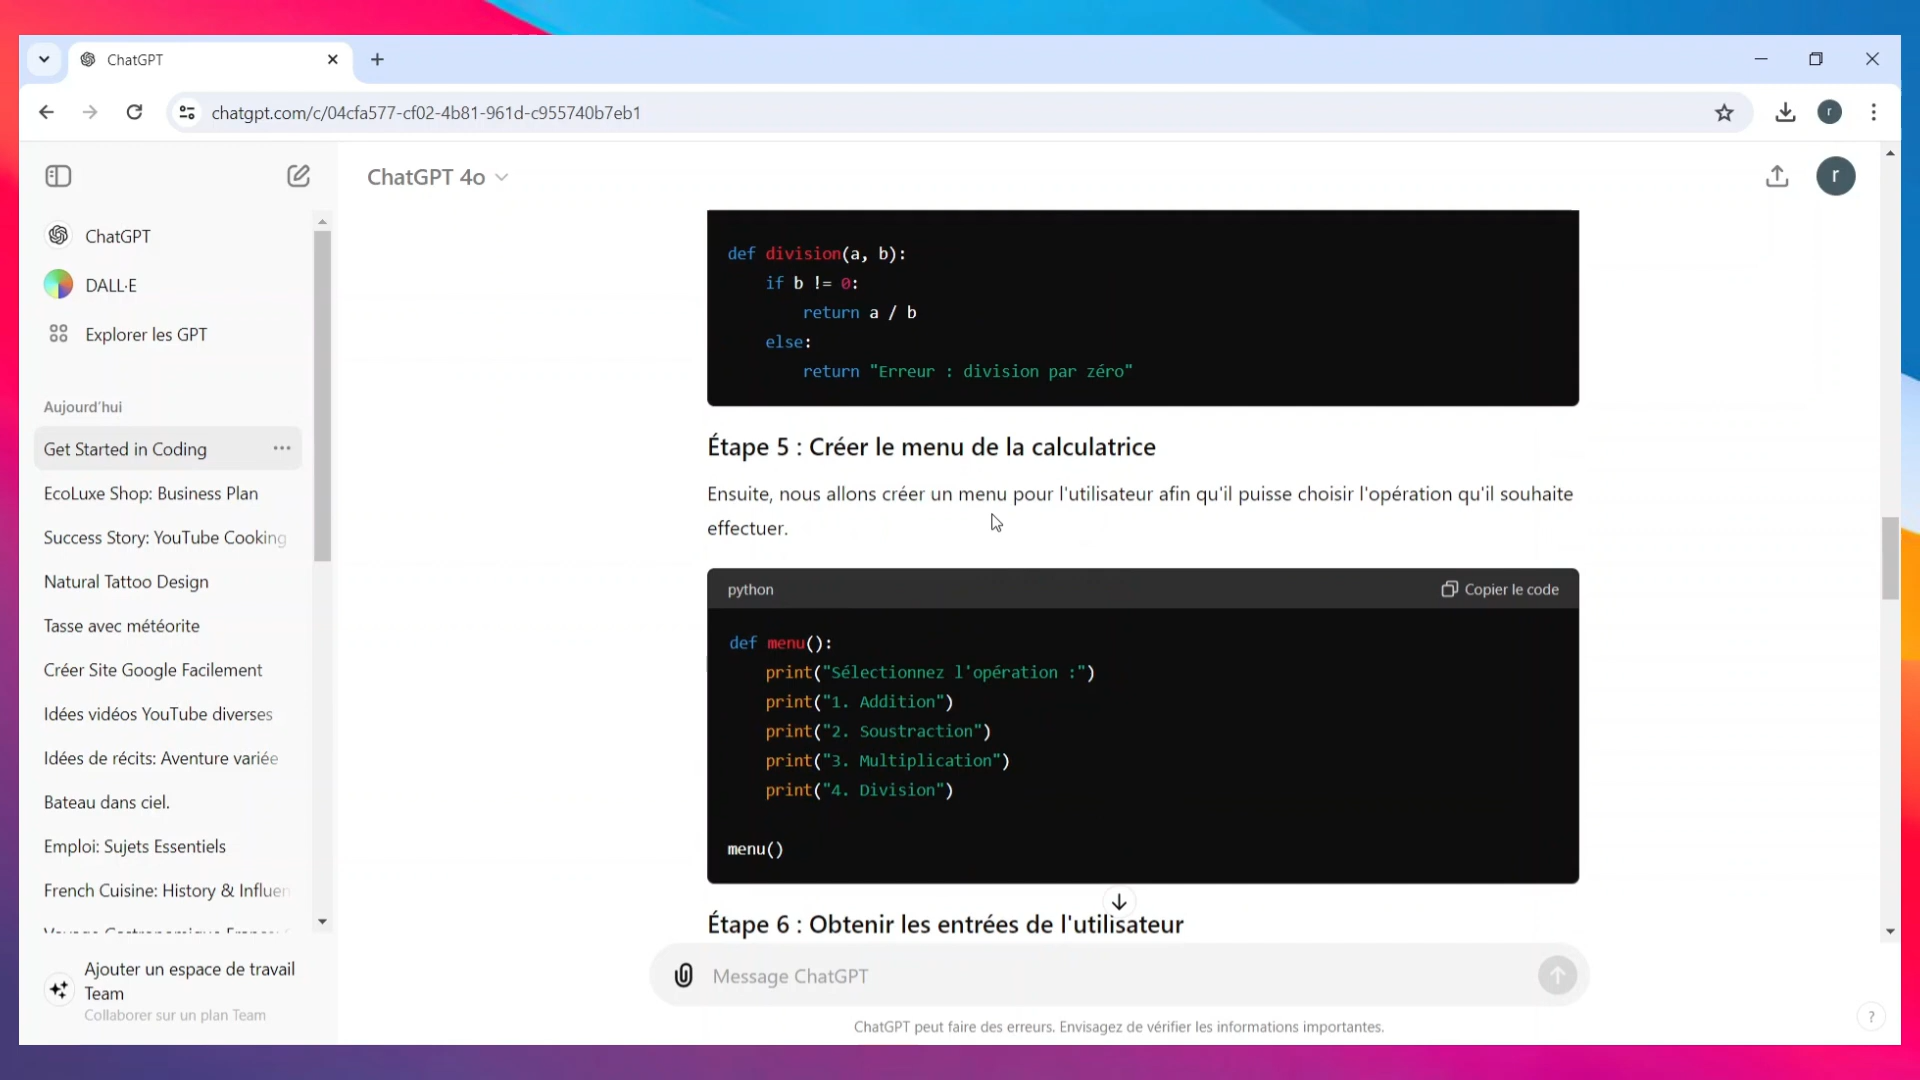 ChatGPT
chatgpt.com/c/04cfa577-cf02-4b81-961d-c955740b7eb1
r
ChatGPT 4o
r
ChatGPT
DALL·E
Explorer les GPT
Aujourd'hui
Get Started in Coding
EcoLuxe Shop: Business Plan
Success Story: YouTube Cooking
Natural Tattoo Design
Tasse avec météorite
Créer Site Google Facilement
Idées vidéos YouTube diverses
Idées de récits: Aventure variée
Bateau dans ciel.
Emploi: Sujets Essentiels
French Cuisine: History & Influen
Ajouter un espace de travail
Team
Collaborer sur un plan Team
def division(a, b):
if b != 0:
return a / b
else:
return "Erreur : division par zéro"
Étape 5 : Créer le menu de la calculatrice
Ensuite, nous allons créer un menu pour l'utilisateur afin qu'il puisse choisir l'opération qu'il souhaite
effectuer.
python
Copier le code
def menu():
print("Sélectionnez l'opération :")
print("1. Addition")
print("2. Soustraction")
print("3. Multiplication")
print("4. Division")
menu()
Étape 6 : Obtenir les entrées de l'utilisateur
Message ChatGPT
ChatGPT peut faire des erreurs. Envisagez de vérifier les informations importantes.
?